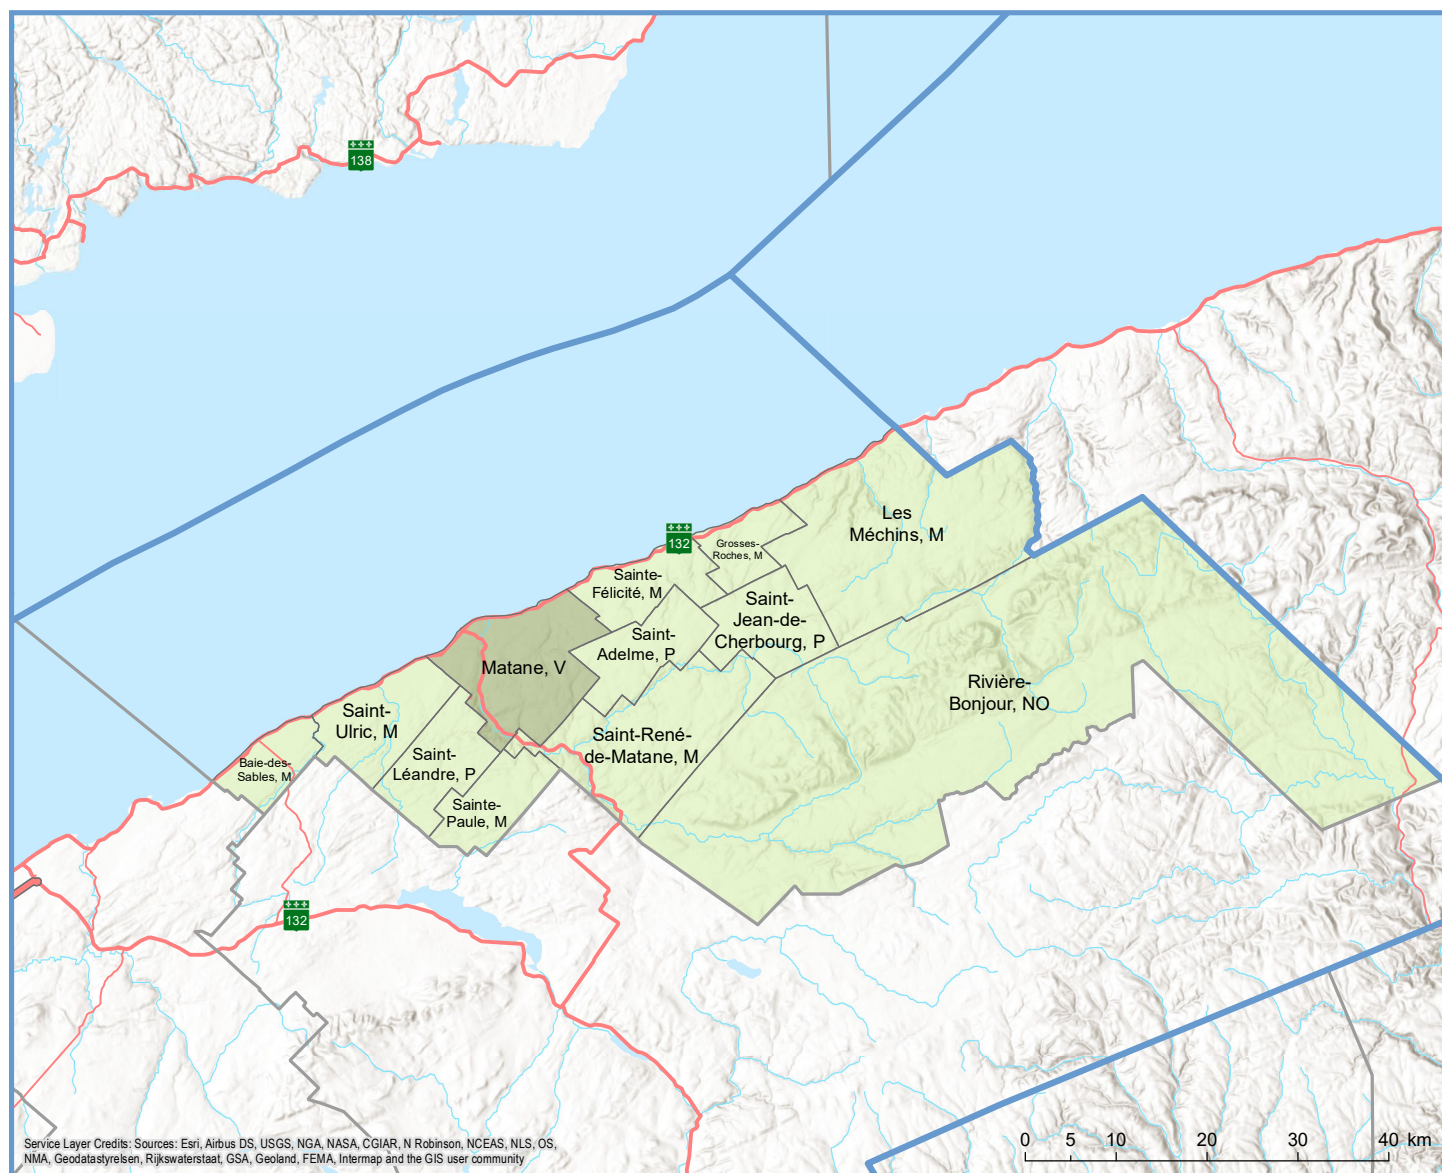 138
132
Les
Méchins, M
Grosses-
Roches, M
Sainte-
Félicité, M
Saint-
Jean-de-
Cherbourg, P
Saint-
Adelme, P
Matane, V
Rivière-
Bonjour, NO
Saint-
Ulric, M
Saint-René-
de-Matane, M
Saint-
Léandre, P
Baie-des-
Sables, M
Sainte-
Paule, M
132
Service Layer Credits: Sources: Esri, Airbus DS, USGS, NGA, NASA, CGIAR, N Robinson, NCEAS, NLS, OS,
NMA, Geodatastyrelsen, Rijkswaterstaat, GSA, Geoland, FEMA, Intermap and the GIS user community
0 5 10 20 30 40 km